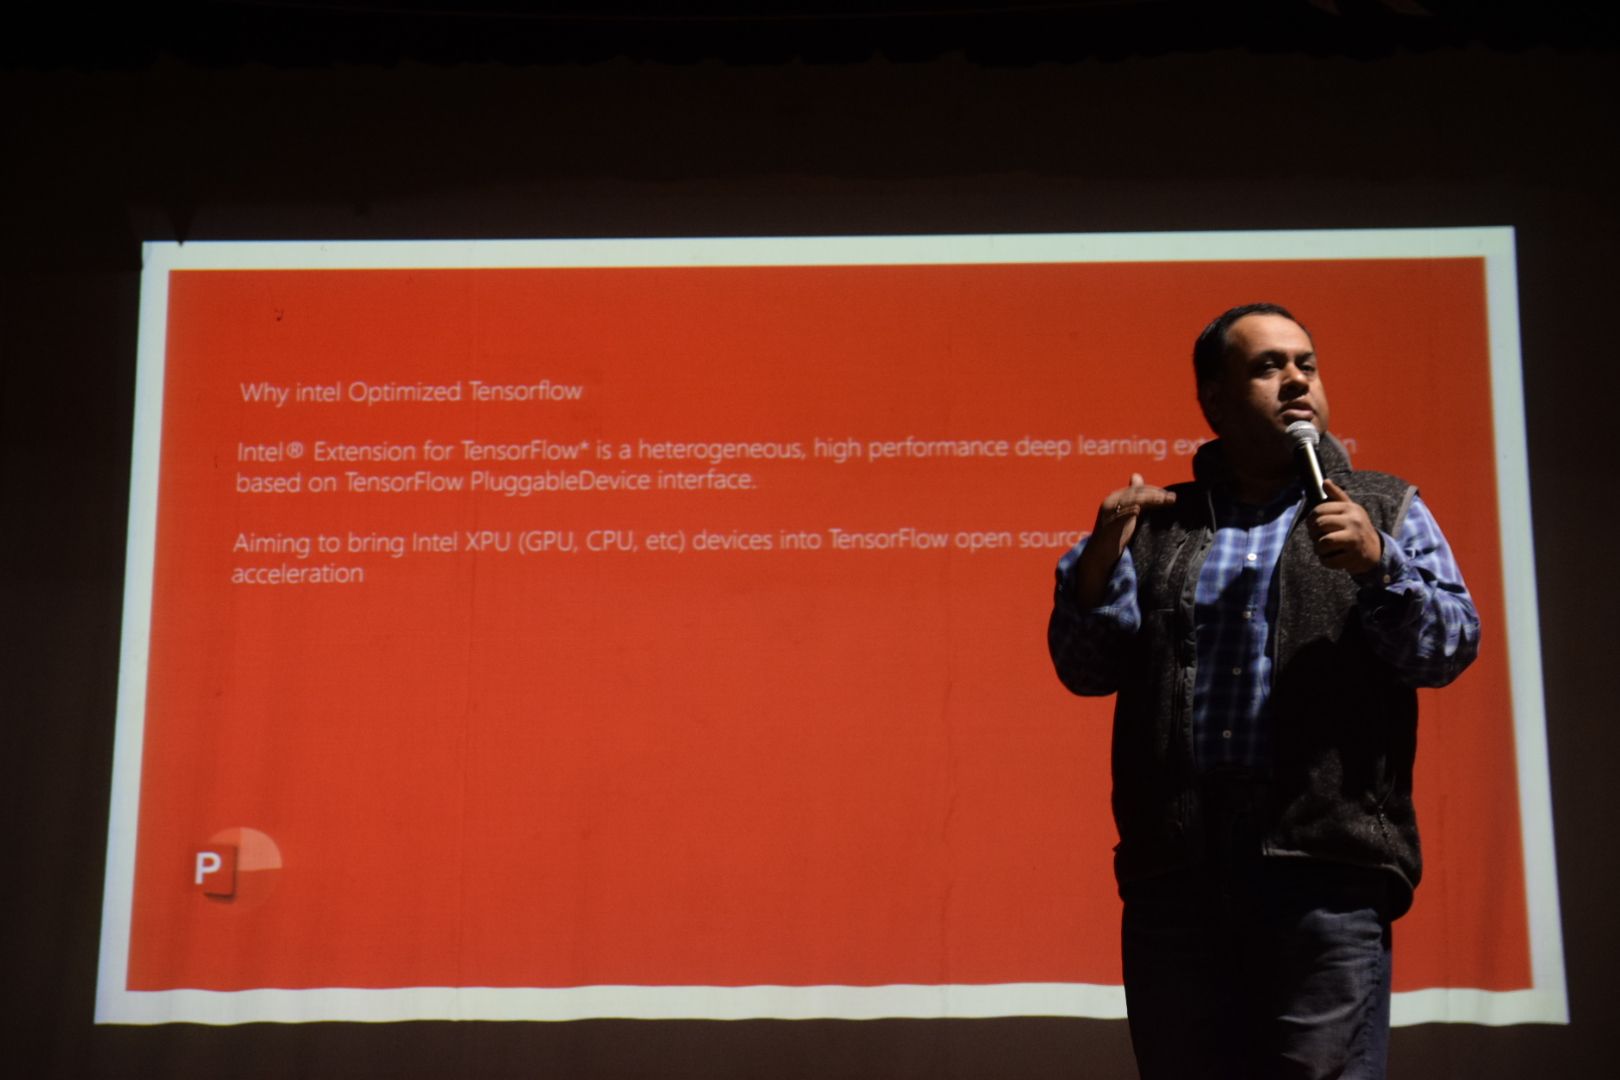 Why intel Optimized Tensorflow
Intel® Extension for TensorFlow* is a heterogeneous, high performance deep learning
based on TensorFlow PluggableDevice interface.
Aiming to bring Intel XPU (GPU, CPU, etc) devices into TensorFlow open source
acceleration
P